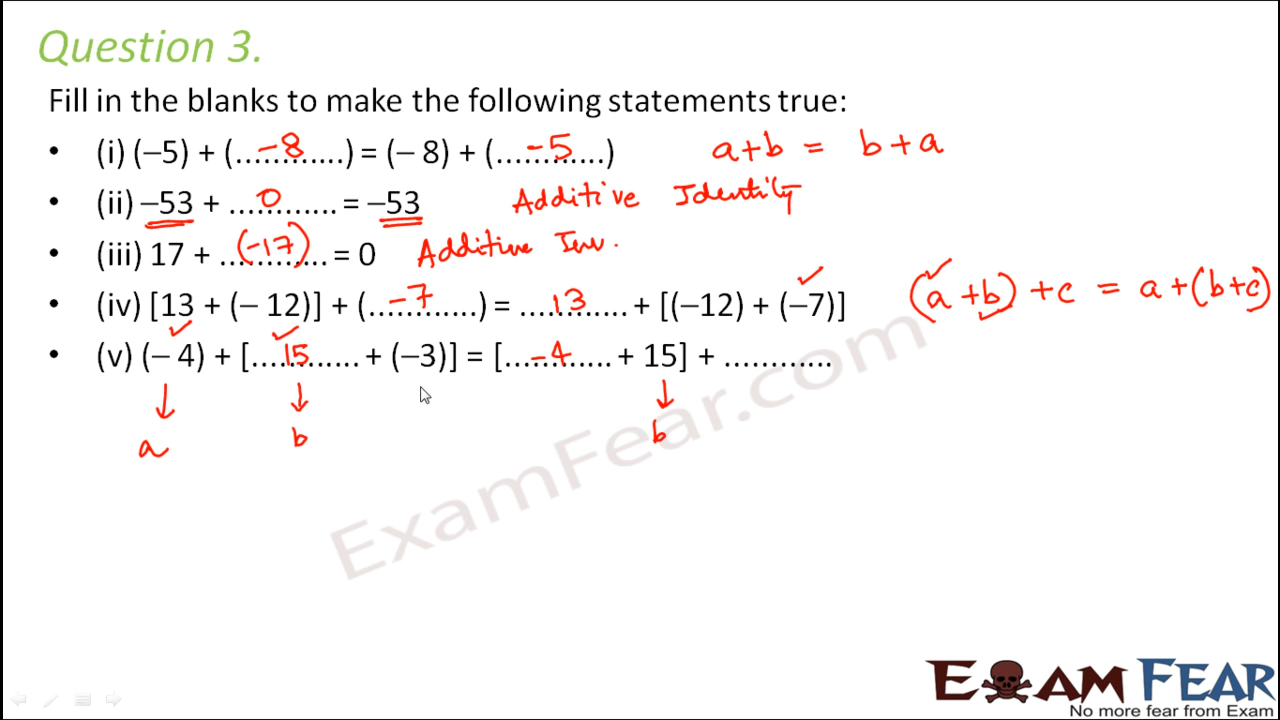 Question 3.
Fill in the blanks to make the following statements true:
• (i) (–5) + (.....-8.......) = (– 8) + (....-5........) a+b = b+a
• (ii) –53 + ....0........ = –53 Additive Identity
• (iii) 17 + ...(-17)...... = 0 Additive Inv.
• (iv) [13 + (– 12)] + (...-7.........) = ....13........ + [(–12) + (–7)] (a+b)+c = a+(b+c)
• (v) (– 4) + [....15........ + (–3)] = [....-4........ + 15] + ............
a b b
ExamFear.com
EXAM FEAR
No more fear from Exam